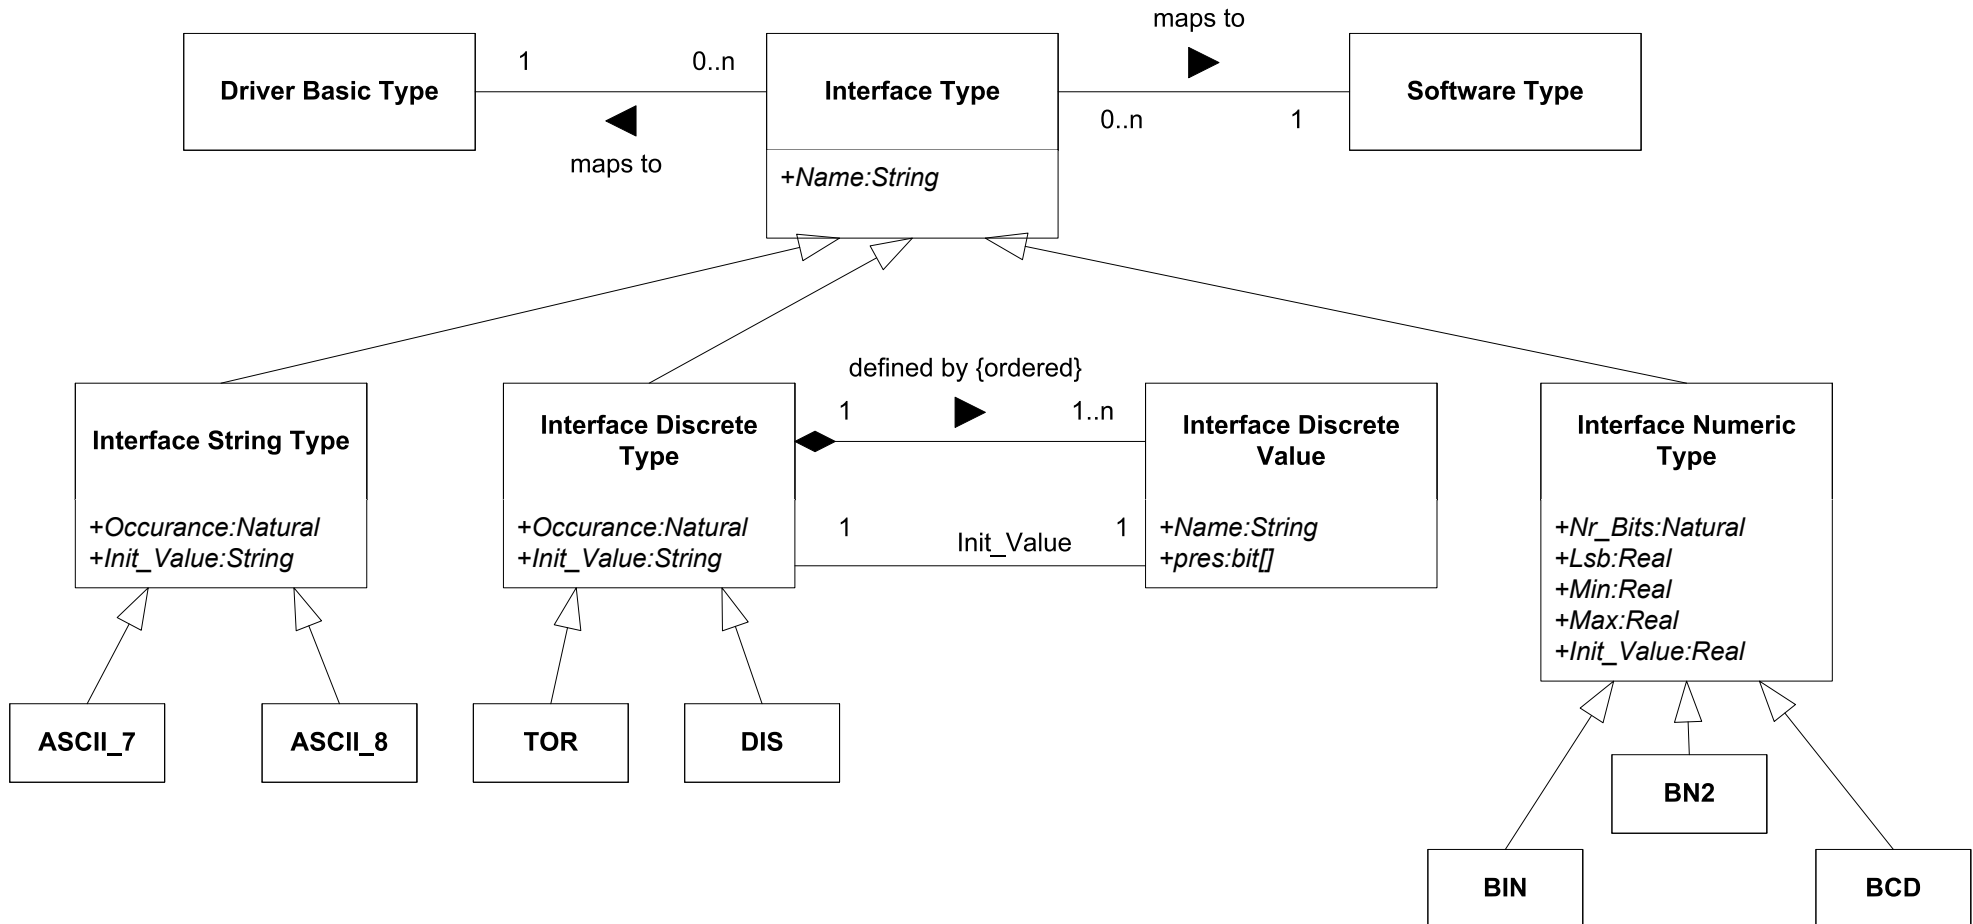 maps to
Driver Basic Type
1
0..n
maps to
Interface Type
+Name:String
0..n
1
Software Type
Interface String Type
+Occurance:Natural
+Init_Value:String
Interface Discrete
Type
+Occurance:Natural
+Init_Value:String
defined by {ordered}
1
1..n
1
Init_Value
1
Interface Discrete
Value
+Name:String
+pres:bit[]
Interface Numeric
Type
+Nr_Bits:Natural
+Lsb:Real
+Min:Real
+Max:Real
+Init_Value:Real
ASCII_7
ASCII_8
TOR
DIS
BN2
BIN
BCD